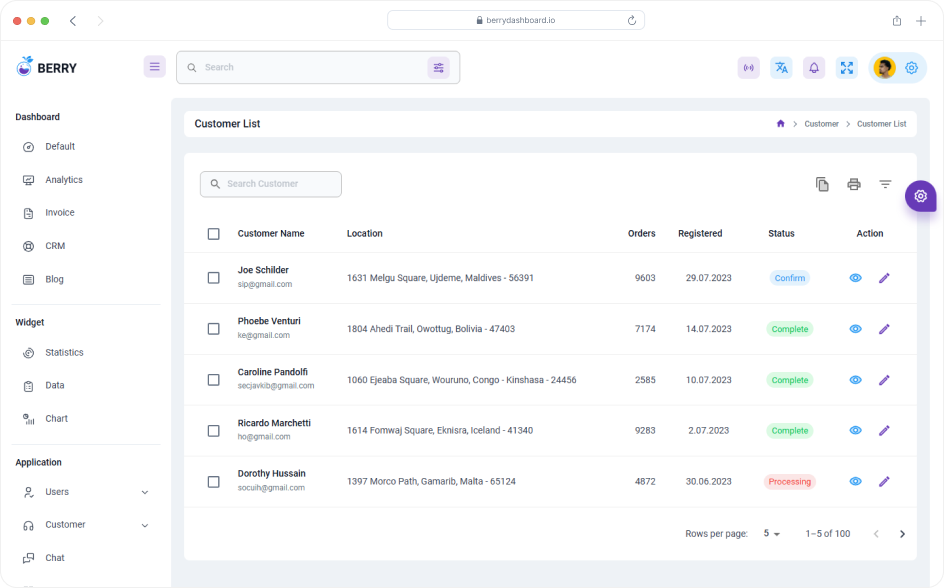 berrydashboard.io
BERRY
Search
Dashboard
Default
Analytics
Invoice
CRM
Blog
Widget
Statistics
Data
Chart
Application
Users
Customer
Chat
Customer List
Customer
Customer List
Search Customer
Customer Name Location Orders Registered Status Action
Joe Schilder
sip@gmail.com
1631 Melgu Square, Ujdeme, Maldives - 56391 9603 29.07.2023 Confirm
Phoebe Venturi
ke@gmail.com
1804 Ahedi Trail, Owottug, Bolivia - 47403 7174 14.07.2023 Complete
Caroline Pandolfi
secjavkib@gmail.com
1060 Ejeaba Square, Wouruno, Congo - Kinshasa - 24456 2585 10.07.2023 Complete
Ricardo Marchetti
ho@gmail.com
1614 Fomwaj Square, Eknisra, Iceland - 41340 9283 2.07.2023 Complete
Dorothy Hussain
socuih@gmail.com
1397 Morco Path, Gamarib, Malta - 65124 4872 30.06.2023 Processing
Rows per page: 5 1–5 of 100